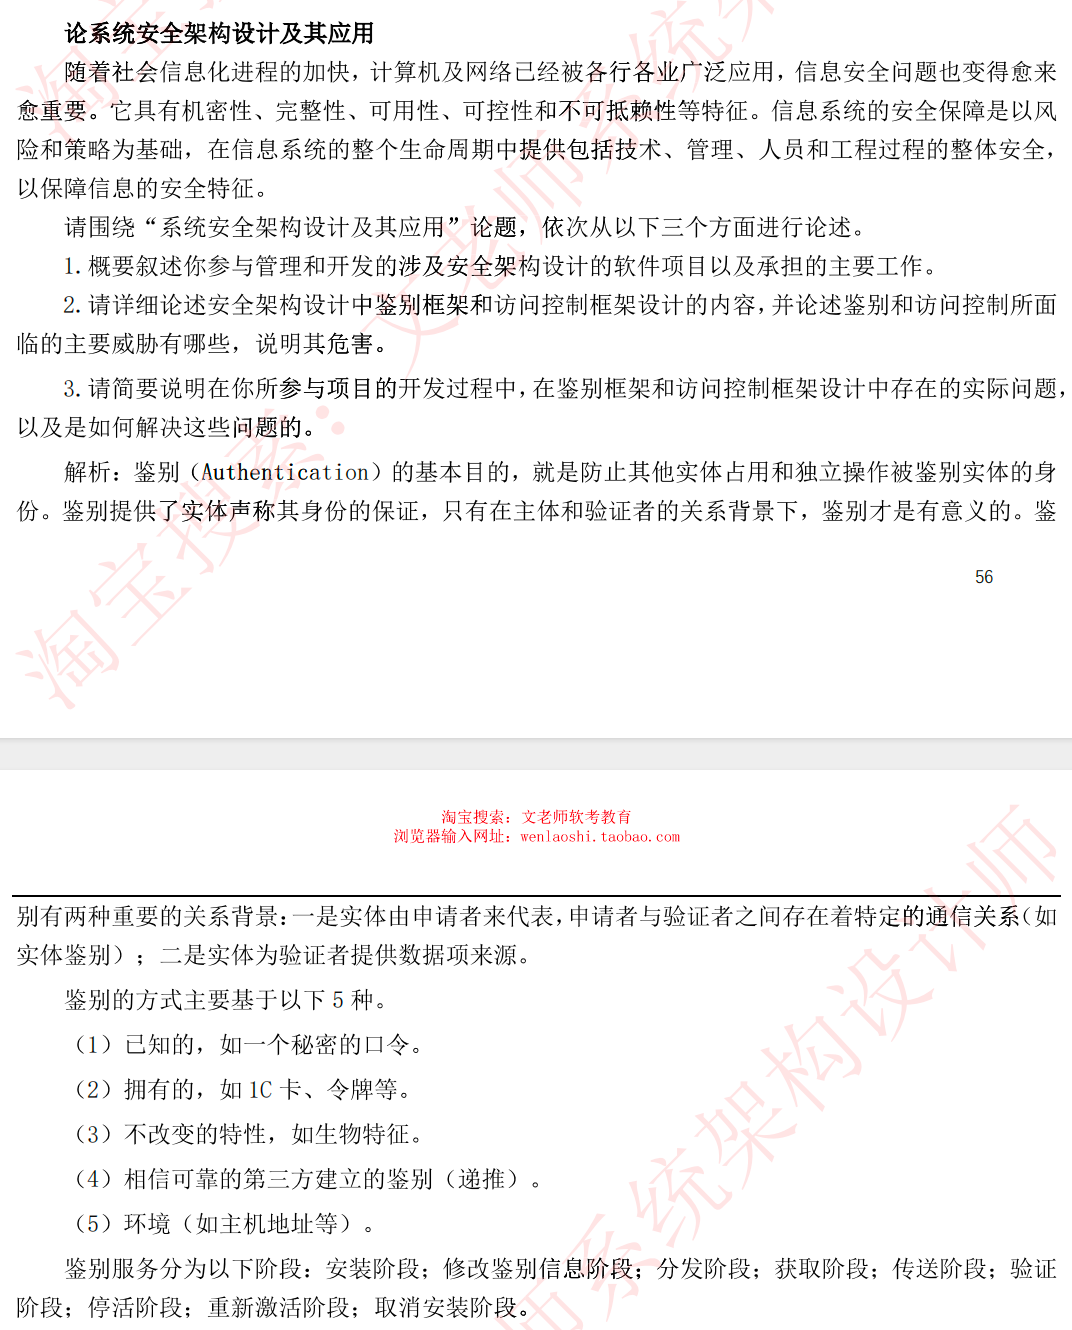 论系统安全架构设计及其应用
随着社会信息化进程的加快，计算机及网络已经被各行各业广泛应用，信息安全问题也变得愈来
愈重要。它具有机密性、完整性、可用性、可控性和不可抵赖性等特征。信息系统的安全保障是以风
险和策略为基础，在信息系统的整个生命周期中提供包括技术、管理、人员和工程过程的整体安全，
以保障信息的安全特征。
请围绕“系统安全架构设计及其应用”论题，依次从以下三个方面进行论述。
1.概要叙述你参与管理和开发的涉及安全架构设计的软件项目以及承担的主要工作。
2.请详细论述安全架构设计中鉴别框架和访问控制框架设计的内容，并论述鉴别和访问控制所面
临的主要威胁有哪些，说明其危害。
3.请简要说明在你所参与项目的开发过程中，在鉴别框架和访问控制框架设计中存在的实际问题，
以及是如何解决这些问题的。
解析：鉴别（Authentication）的基本目的，就是防止其他实体占用和独立操作被鉴别实体的身
份。鉴别提供了实体声称其身份的保证，只有在主体和验证者的关系背景下，鉴别才是有意义的。鉴
56
淘宝搜索：文老师软考教育
浏览器输入网址：wenlaoshi.taobao.com
别有两种重要的关系背景：一是实体由申请者来代表，申请者与验证者之间存在着特定的通信关系（如
实体鉴别）；二是实体为验证者提供数据项来源。
鉴别的方式主要基于以下 5 种。
（1）已知的，如一个秘密的口令。
（2）拥有的，如 1C 卡、令牌等。
（3）不改变的特性，如生物特征。
（4）相信可靠的第三方建立的鉴别（递推）。
（5）环境（如主机地址等）。
鉴别服务分为以下阶段：安装阶段；修改鉴别信息阶段；分发阶段；获取阶段；传送阶段；验证
阶段；停活阶段；重新激活阶段；取消安装阶段。
淘宝搜索：文老师系统架
师系统架构设计师
淘宝